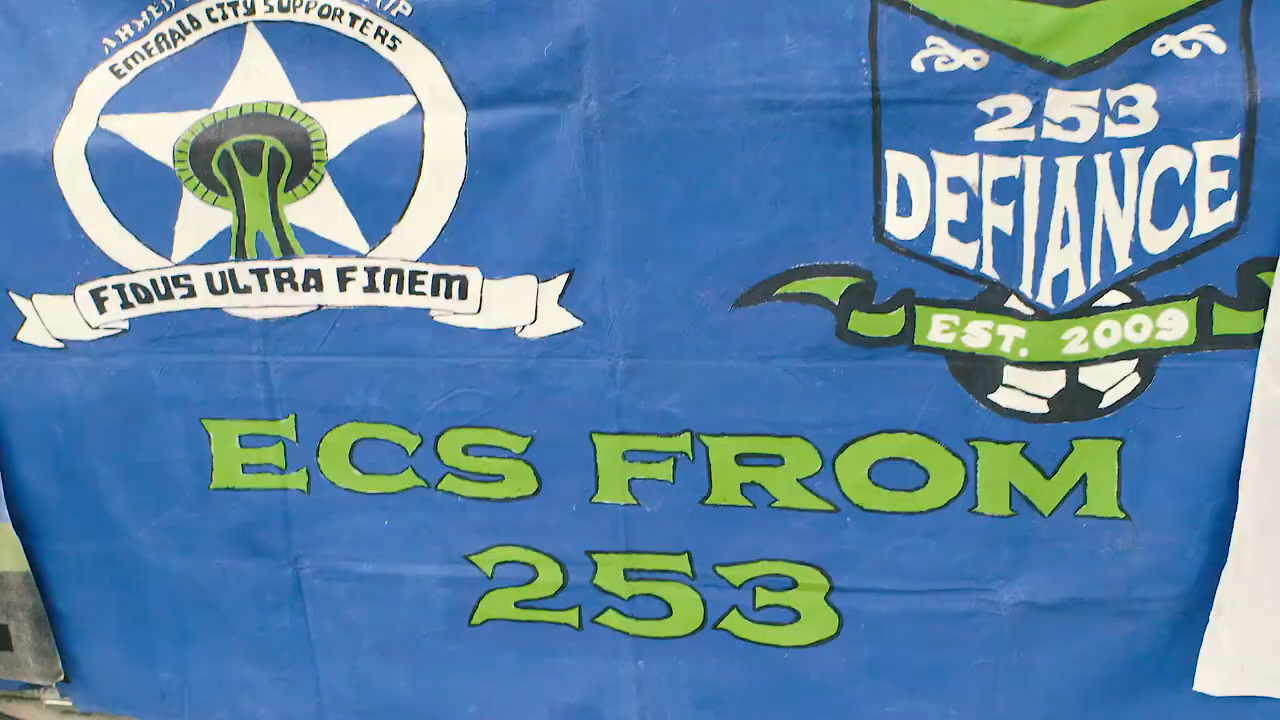 EMERALD CITY SUPPORTERS
FIDUS ULTRA FINEM
253
DEFIANCE
EST. 2009
ECS FROM
253